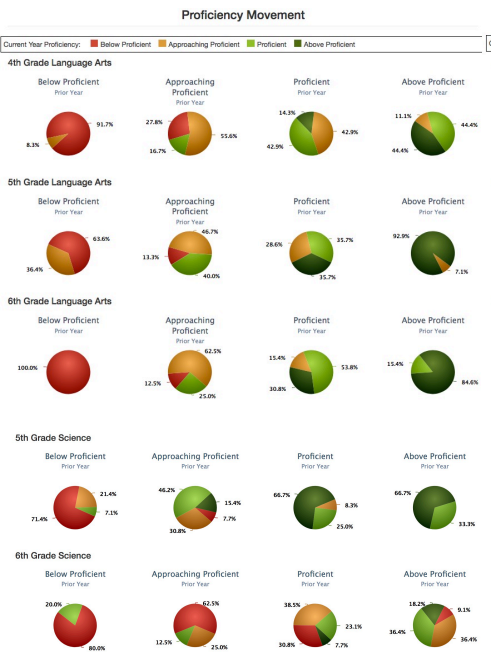 Proficiency Movement
Current Year Proficiency: Below Proficient Approaching Proficient Proficient Above Proficient
4th Grade Language Arts
Below Proficient
Prior Year
91.7%
8.3%
Approaching
Proficient
Prior Year
27.8%
55.6%
16.7%
Proficient
Prior Year
14.3%
42.9%
42.9%
Above Proficient
Prior Year
11.1%
44.4%
44.4%
5th Grade Language Arts
Below Proficient
Prior Year
63.6%
36.4%
Approaching
Proficient
Prior Year
46.7%
13.3%
40.0%
Proficient
Prior Year
28.6%
35.7%
35.7%
Above Proficient
Prior Year
92.9%
7.1%
6th Grade Language Arts
Below Proficient
Prior Year
100.0%
Approaching
Proficient
Prior Year
62.5%
12.5%
25.0%
Proficient
Prior Year
15.4%
53.8%
30.8%
Above Proficient
Prior Year
15.4%
84.6%
5th Grade Science
Below Proficient
Prior Year
21.4%
7.1%
71.4%
Approaching Proficient
Prior Year
46.2%
15.4%
7.7%
30.8%
Proficient
Prior Year
66.7%
8.3%
25.0%
Above Proficient
Prior Year
66.7%
33.3%
6th Grade Science
Below Proficient
Prior Year
20.0%
80.0%
Approaching Proficient
Prior Year
62.5%
12.5%
25.0%
Proficient
Prior Year
38.5%
23.1%
30.8%
7.7%
Above Proficient
Prior Year
18.2%
9.1%
36.4%
36.4%